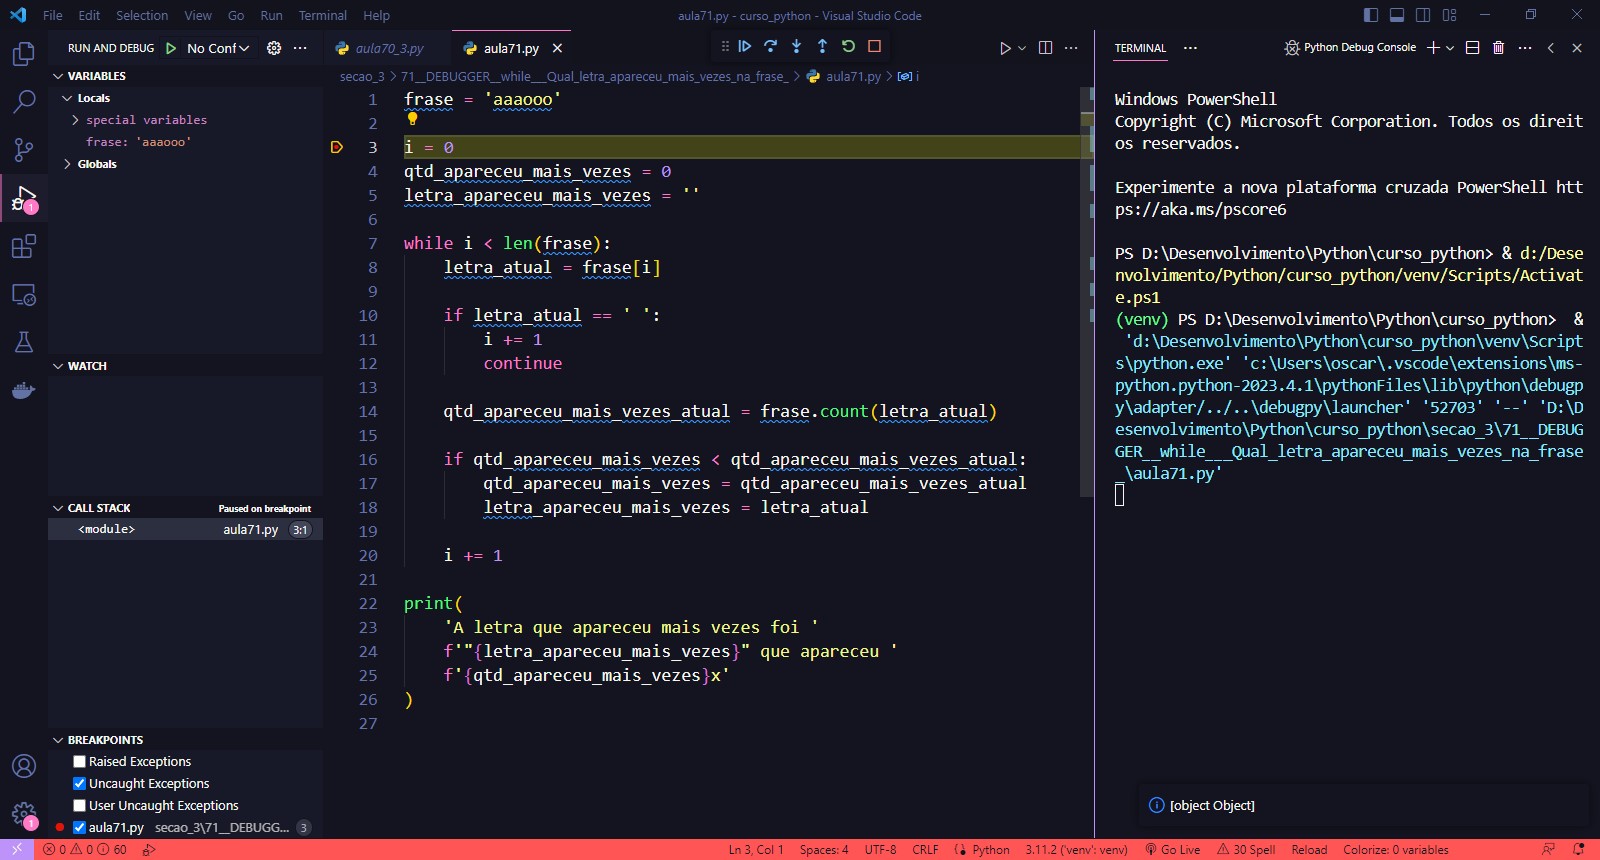 File Edit Selection View Go Run Terminal Help
aula71.py - curso_python - Visual Studio Code
RUN AND DEBUG No Conf
VARIABLES
Locals
special variables
frase: 'aaaooo'
Globals
WATCH
CALL STACK Paused on breakpoint
<module> aula71.py 3:1
BREAKPOINTS
Raised Exceptions
Uncaught Exceptions
User Uncaught Exceptions
aula71.py secao_3\71__DEBUGG... 3
1
1
aula70_3.py aula71.py
secao_3 > 71__DEBUGGER__while___Qual_letra_apareceu_mais_vezes_na_frase_ > aula71.py > i
1 frase = 'aaaooo'
2
3 i = 0
4 qtd_apareceu_mais_vezes = 0
5 letra_apareceu_mais_vezes = ''
6
7 while i < len(frase):
8 letra_atual = frase[i]
9
10 if letra_atual == ' ':
11 i += 1
12 continue
13
14 qtd_apareceu_mais_vezes_atual = frase.count(letra_atual)
15
16 if qtd_apareceu_mais_vezes < qtd_apareceu_mais_vezes_atual:
17 qtd_apareceu_mais_vezes = qtd_apareceu_mais_vezes_atual
18 letra_apareceu_mais_vezes = letra_atual
19
20 i += 1
21
22 print(
23 'A letra que apareceu mais vezes foi '
24 f'"{letra_apareceu_mais_vezes}" que apareceu '
25 f'{qtd_apareceu_mais_vezes}x'
26 )
27
TERMINAL Python Debug Console
Windows PowerShell
Copyright (C) Microsoft Corporation. Todos os direit
os reservados.
Experimente a nova plataforma cruzada PowerShell htt
ps://aka.ms/pscore6
PS D:\Desenvolvimento\Python\curso_python> & d:/Dese
nvolvimento/Python/curso_python/venv/Scripts/Activat
e.ps1
(venv) PS D:\Desenvolvimento\Python\curso_python> &
'd:\Desenvolvimento\Python\curso_python\venv\Script
s\python.exe' 'c:\Users\oscar\.vscode\extensions\ms-
python.python-2023.4.1\pythonFiles\lib\python\debugp
y\adapter/../..\debugpy\launcher' '52703' '--' 'D:\D
esenvolvimento\Python\curso_python\secao_3\71__DEBUG
GER__while___Qual_letra_apareceu_mais_vezes_na_frase
_\aula71.py'
[object Object]
0 0 60 Ln 3, Col 1 Spaces: 4 UTF-8 CRLF Python 3.11.2 ('venv': venv) Go Live 30 Spell Reload Colorize: 0 variables